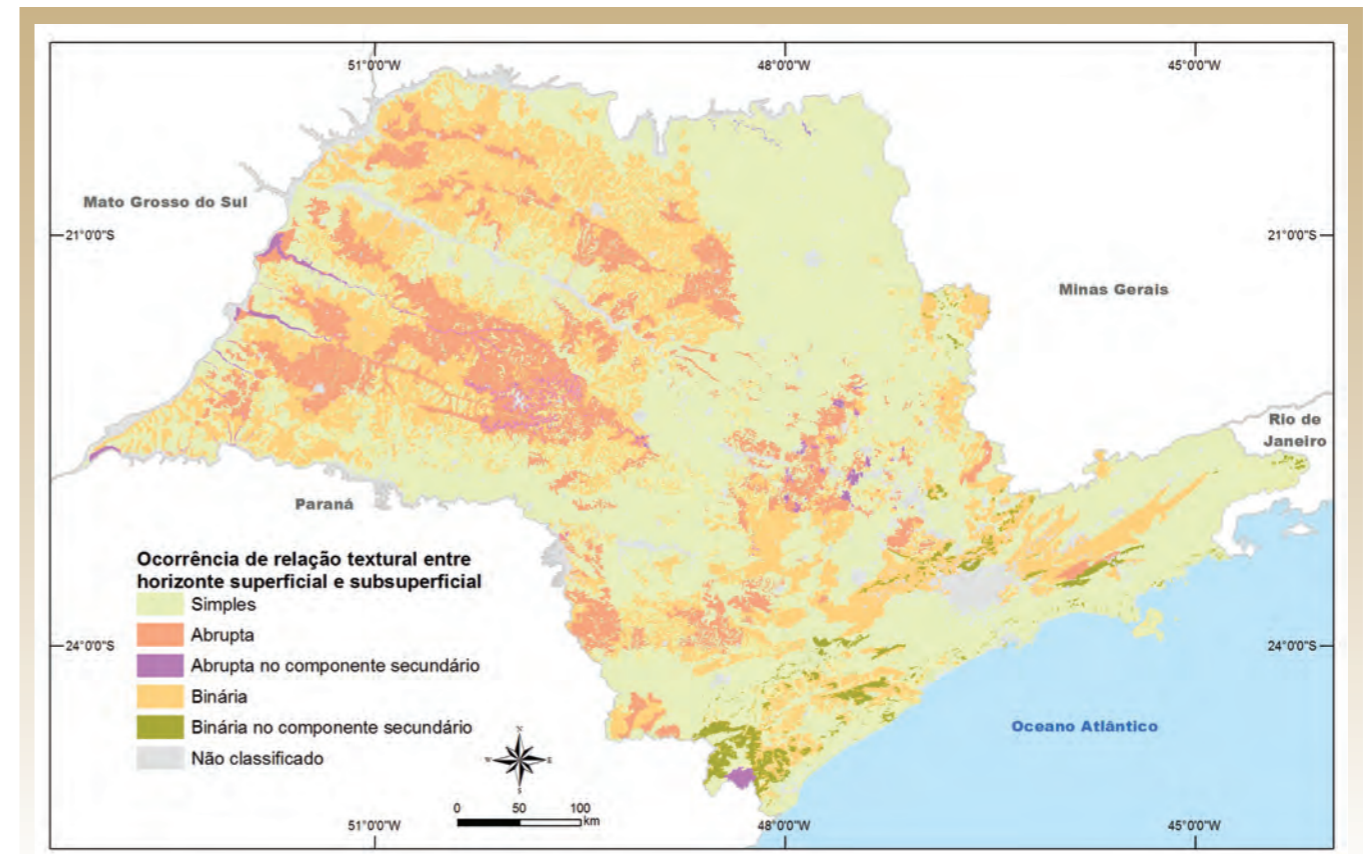 51°0'0"W
48°0'0"W
45°0'0"W
Mato Grosso do Sul
21°0'0"S
21°0'0"S
Minas Gerais
Rio de
Janeiro
Paraná
Ocorrência de relação textural entre
horizonte superficial e subsuperficial
Simples
Abrupta
Abrupta no componente secundário
Binária
Binária no componente secundário
Não classificado
24°0'0"S
24°0'0"S
Oceano Atlântico
N
W
E
S
0 50 100
km
51°0'0"W
48°0'0"W
45°0'0"W